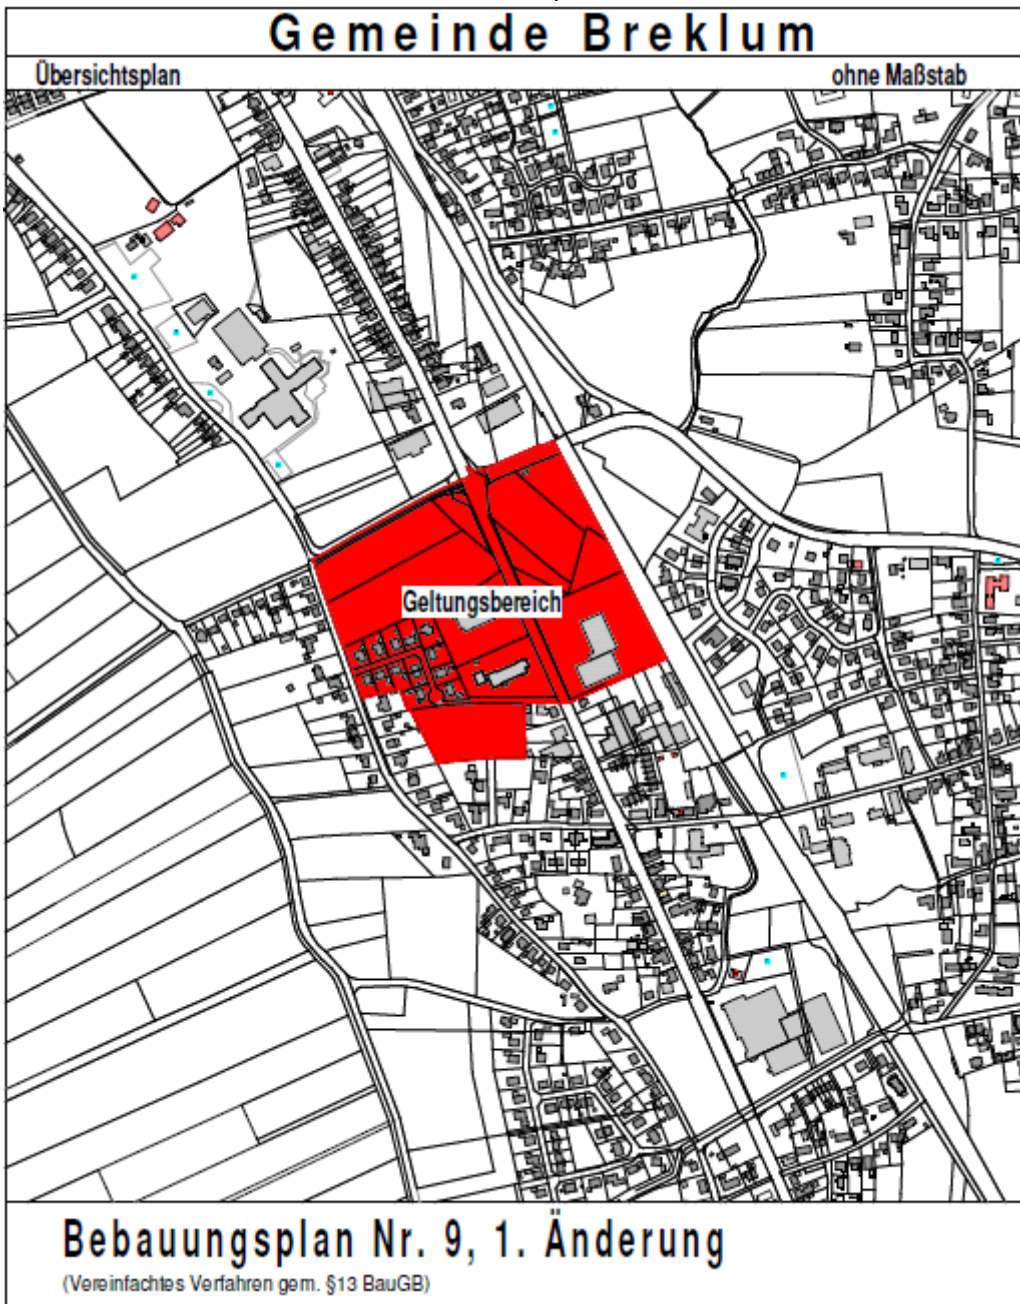 Gemeinde Breklum
Übersichtsplan
ohne Maßstab
Geltungsbereich
Bebauungsplan Nr. 9, 1. Änderung
(Vereinfachtes Verfahren gem. §13 BauGB)